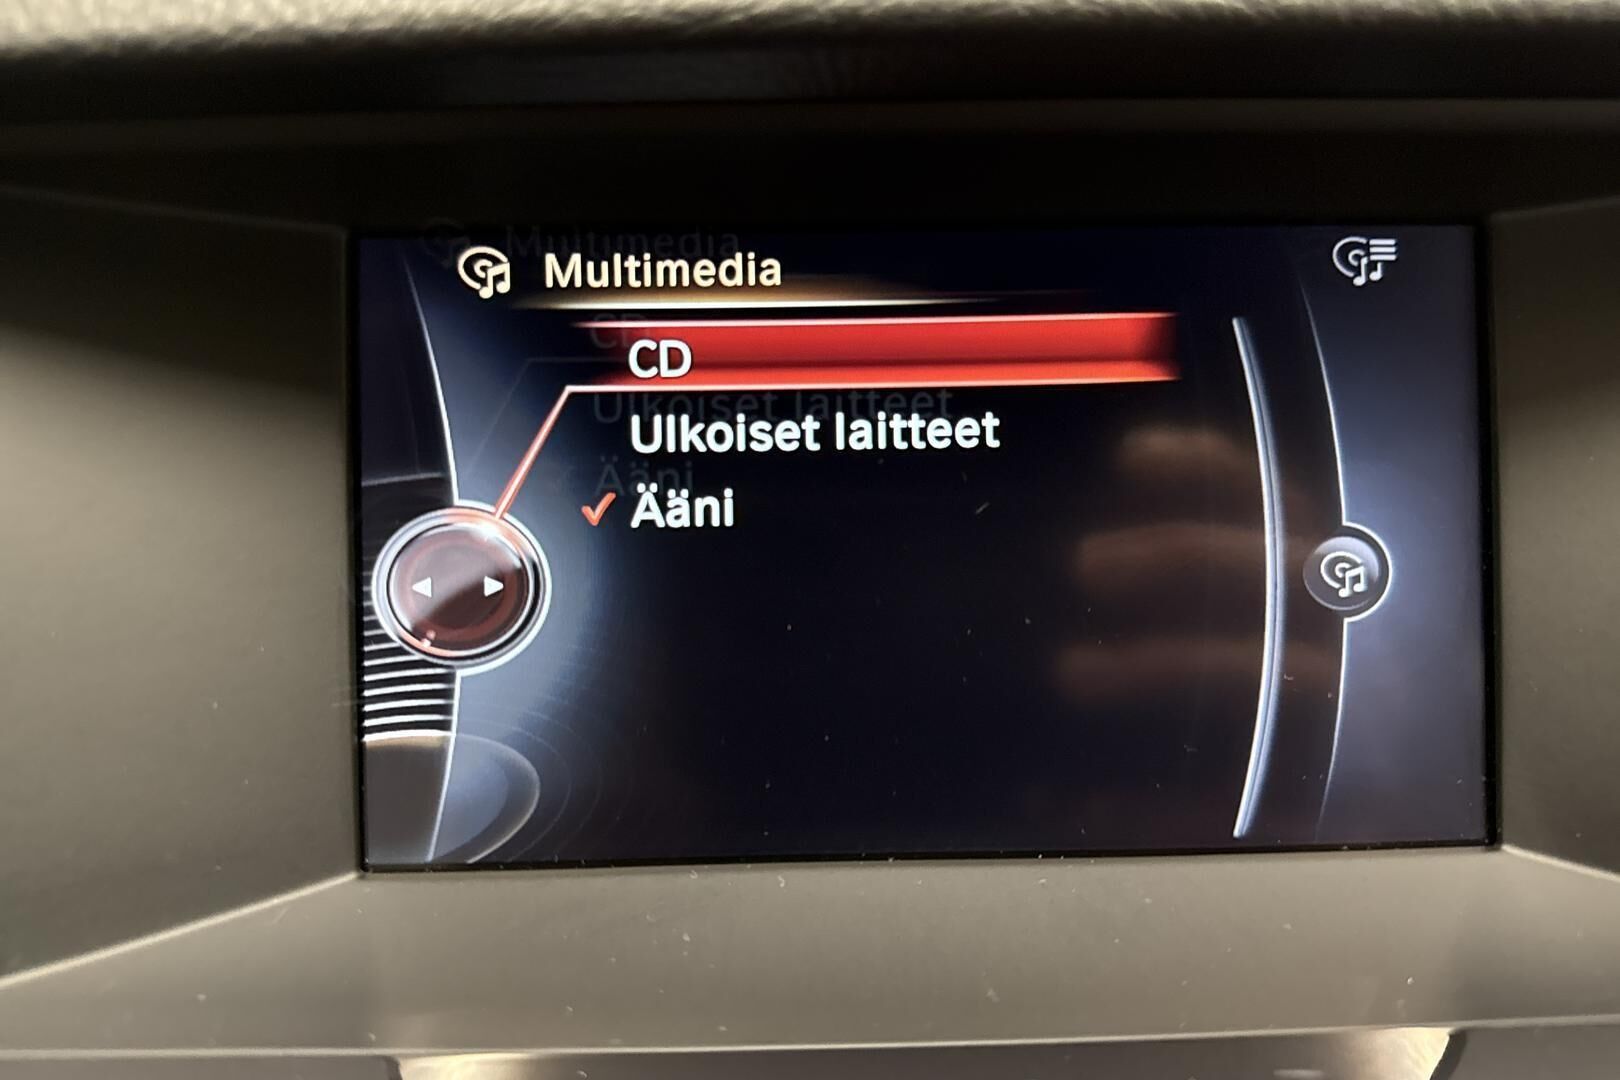 Multimedia
CD
Ulkoiset laitteet
Ääni